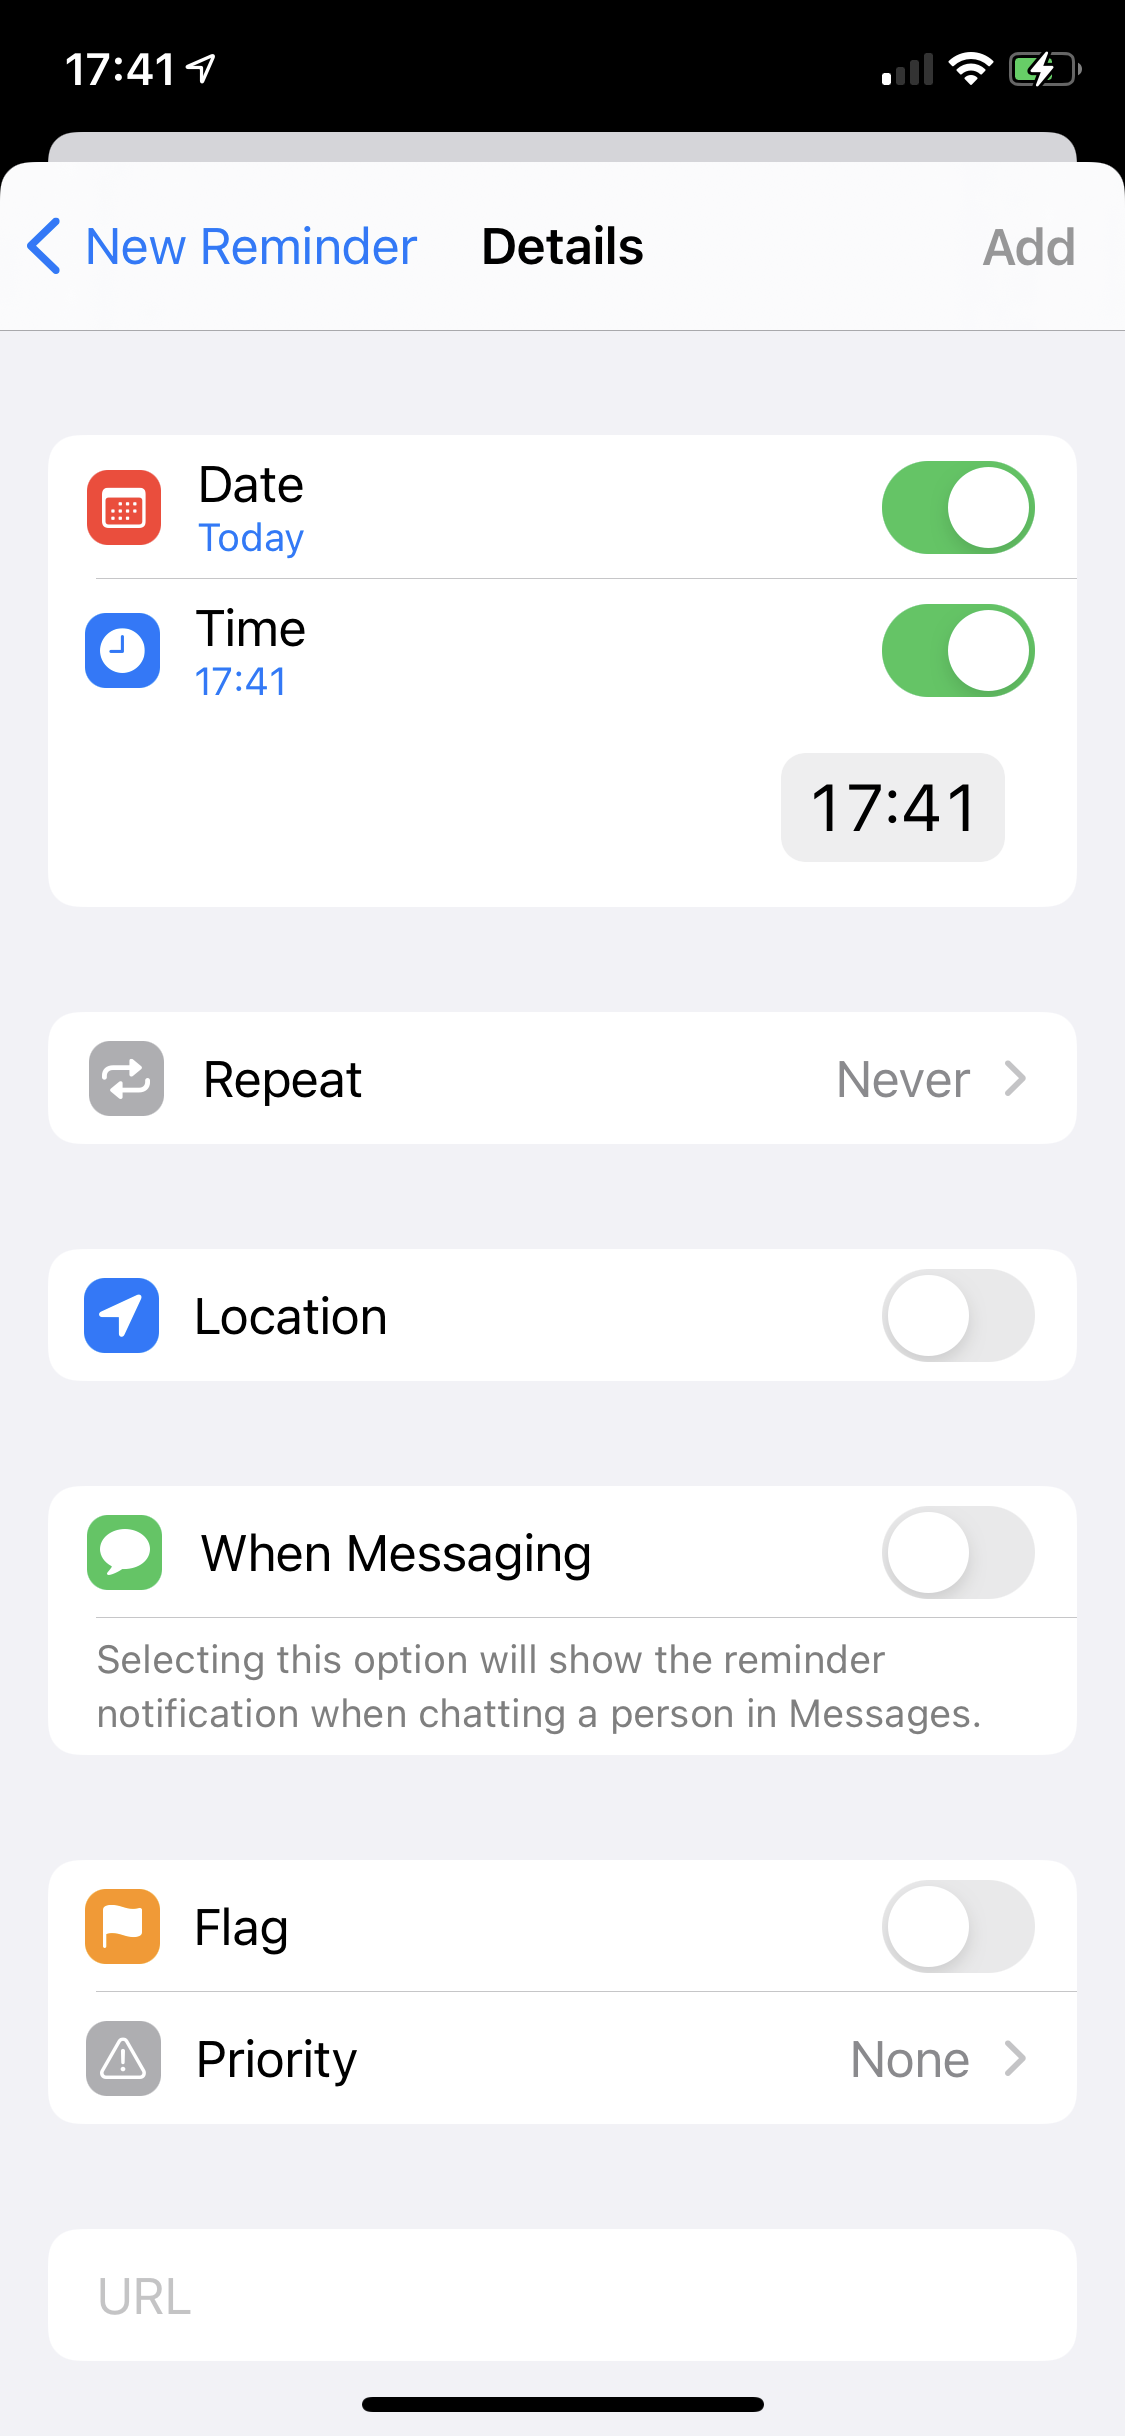 17:41
New Reminder
Details
Add
Date
Today
Time
17:41
17:41
Repeat
Never
Location
When Messaging
Selecting this option will show the reminder
notification when chatting a person in Messages.
Flag
Priority
None
URL